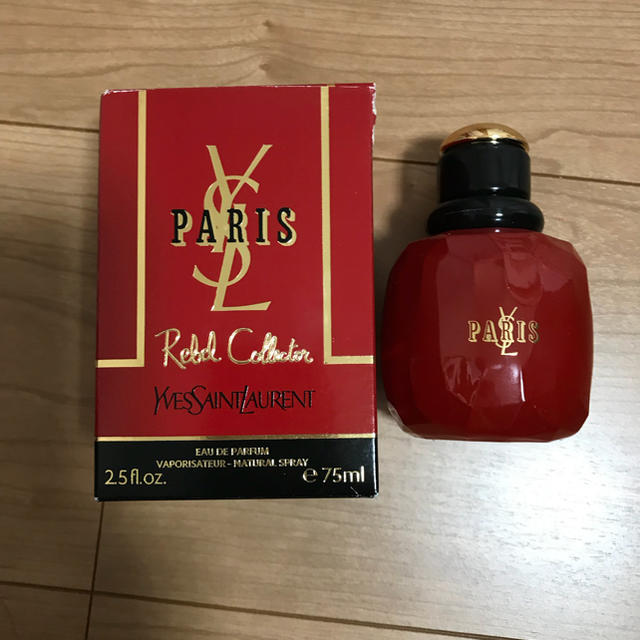 YSL
PARIS
Rebel Collector
YVESSAINTLAURENT
EAU DE PARFUM
VAPORISATEUR - NATURAL SPRAY
2.5 fl.oz. e 75ml
YSL
PARIS